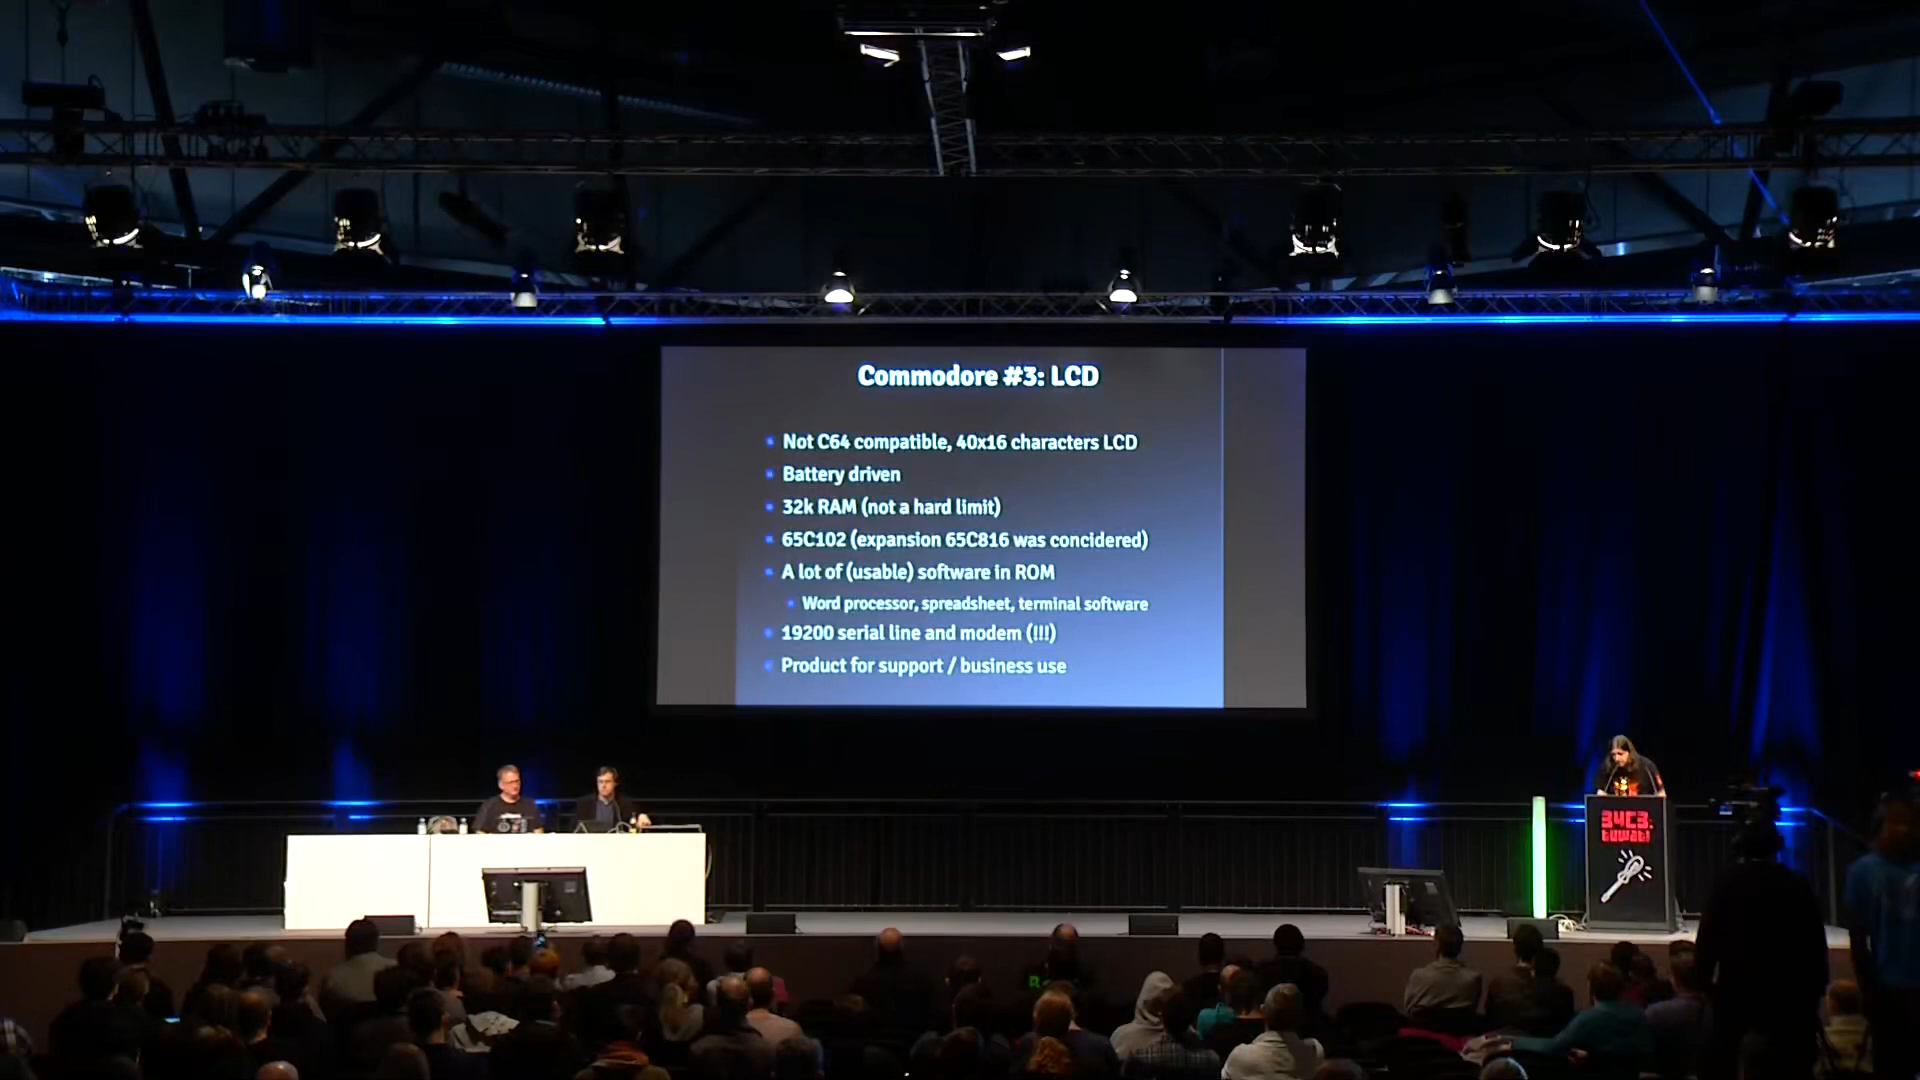 Commodore #3: LCD
Not C64 compatible, 40x16 characters LCD
Battery driven
32k RAM (not a hard limit)
65C102 (expansion 65C816 was concidered)
A lot of (usable) software in ROM
Word processor, spreadsheet, terminal software
19200 serial line and modem (!!!)
Product for support / business use
34C3:
tuwat!